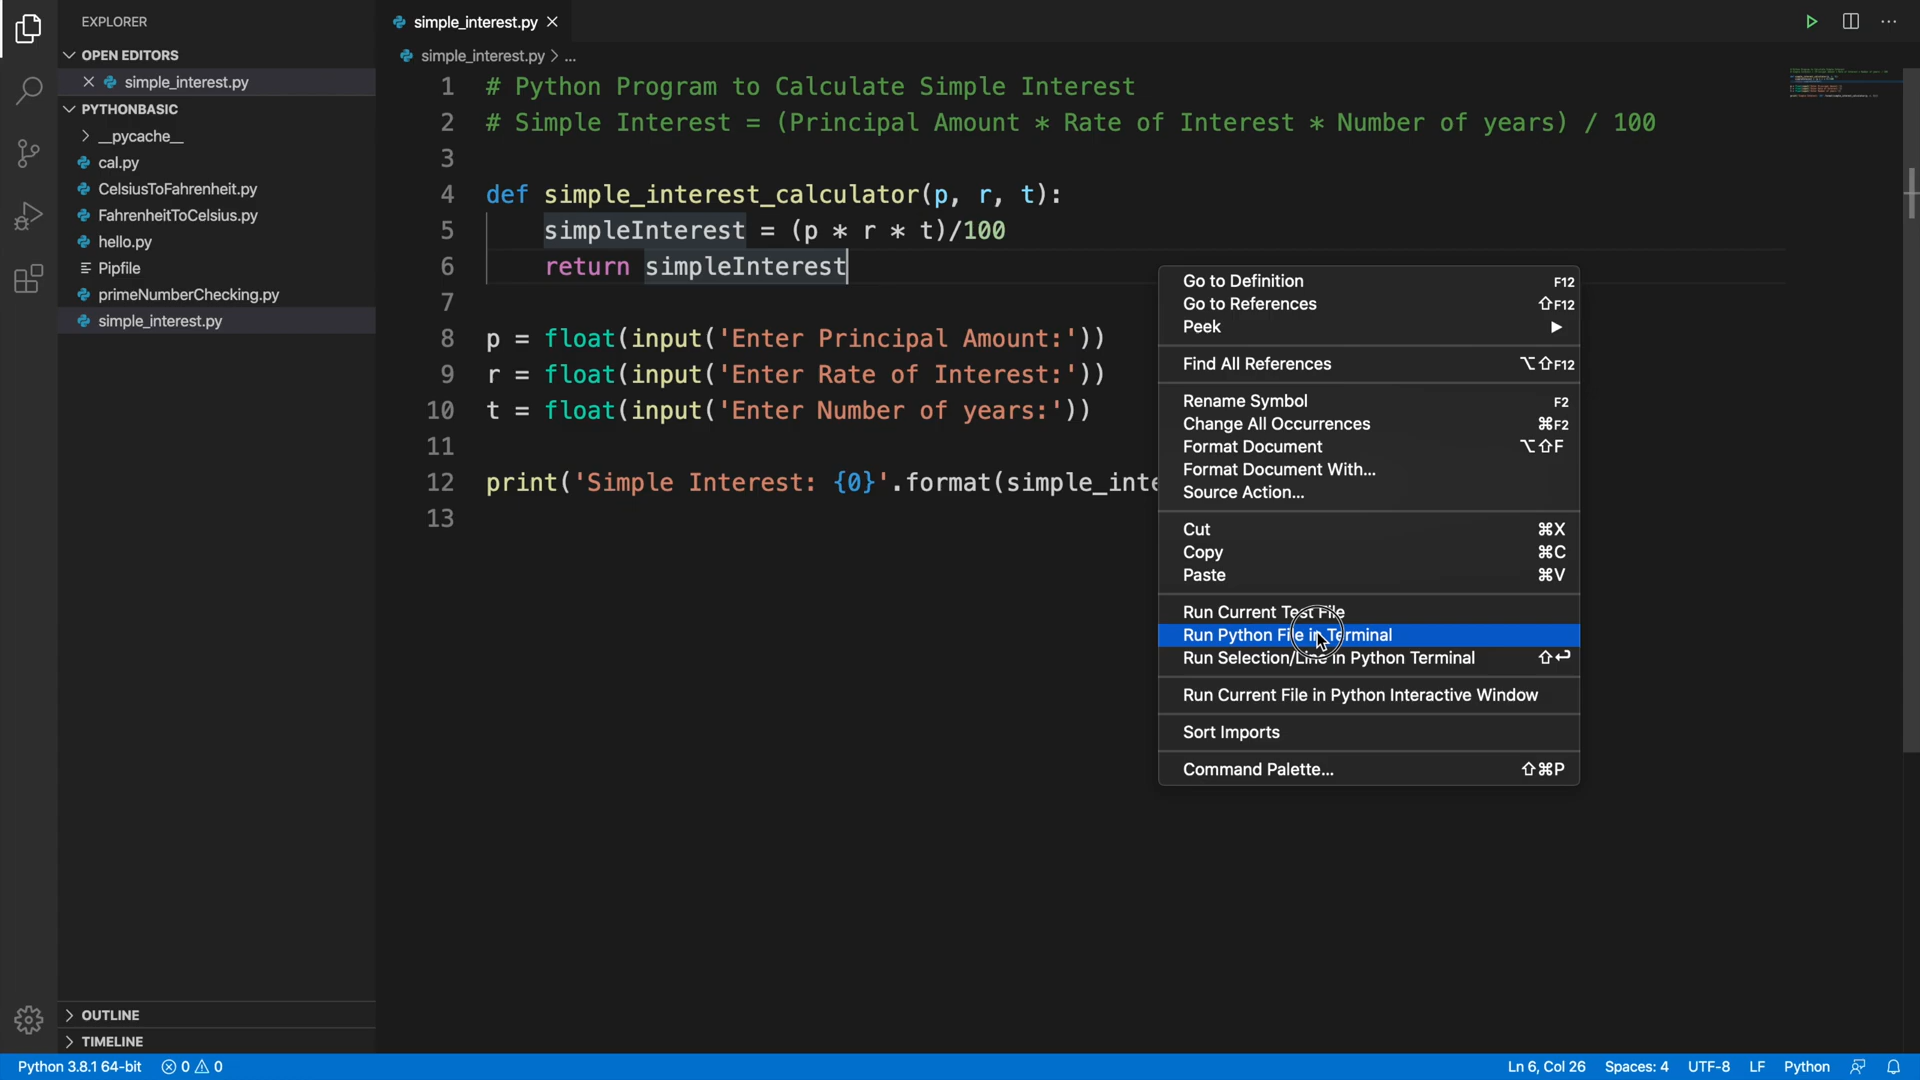 EXPLORER
OPEN EDITORS
simple_interest.py
PYTHONBASIC
__pycache__
cal.py
CelsiusToFahrenheit.py
FahrenheitToCelsius.py
hello.py
Pipfile
primeNumberChecking.py
simple_interest.py
OUTLINE
TIMELINE
simple_interest.py
simple_interest.py > ...
1 # Python Program to Calculate Simple Interest
2 # Simple Interest = (Principal Amount * Rate of Interest * Number of years) / 100
3
4 def simple_interest_calculator(p, r, t):
5 simpleInterest = (p * r * t)/100
6 return simpleInterest
7
8 p = float(input('Enter Principal Amount:'))
9 r = float(input('Enter Rate of Interest:'))
10 t = float(input('Enter Number of years:'))
11
12 print('Simple Interest: {0}'.format(simple_inte
13
Go to Definition F12
Go to References ⇧F12
Peek ▶
Find All References ⌥⇧F12
Rename Symbol F2
Change All Occurrences ⌘F2
Format Document ⌥⇧F
Format Document With...
Source Action...
Cut ⌘X
Copy ⌘C
Paste ⌘V
Run Current Test File
Run Python File in Terminal
Run Selection/Line in Python Terminal ⇧↩
Run Current File in Python Interactive Window
Sort Imports
Command Palette... ⇧⌘P
Python 3.8.1 64-bit 0 0 Ln 6, Col 26 Spaces: 4 UTF-8 LF Python